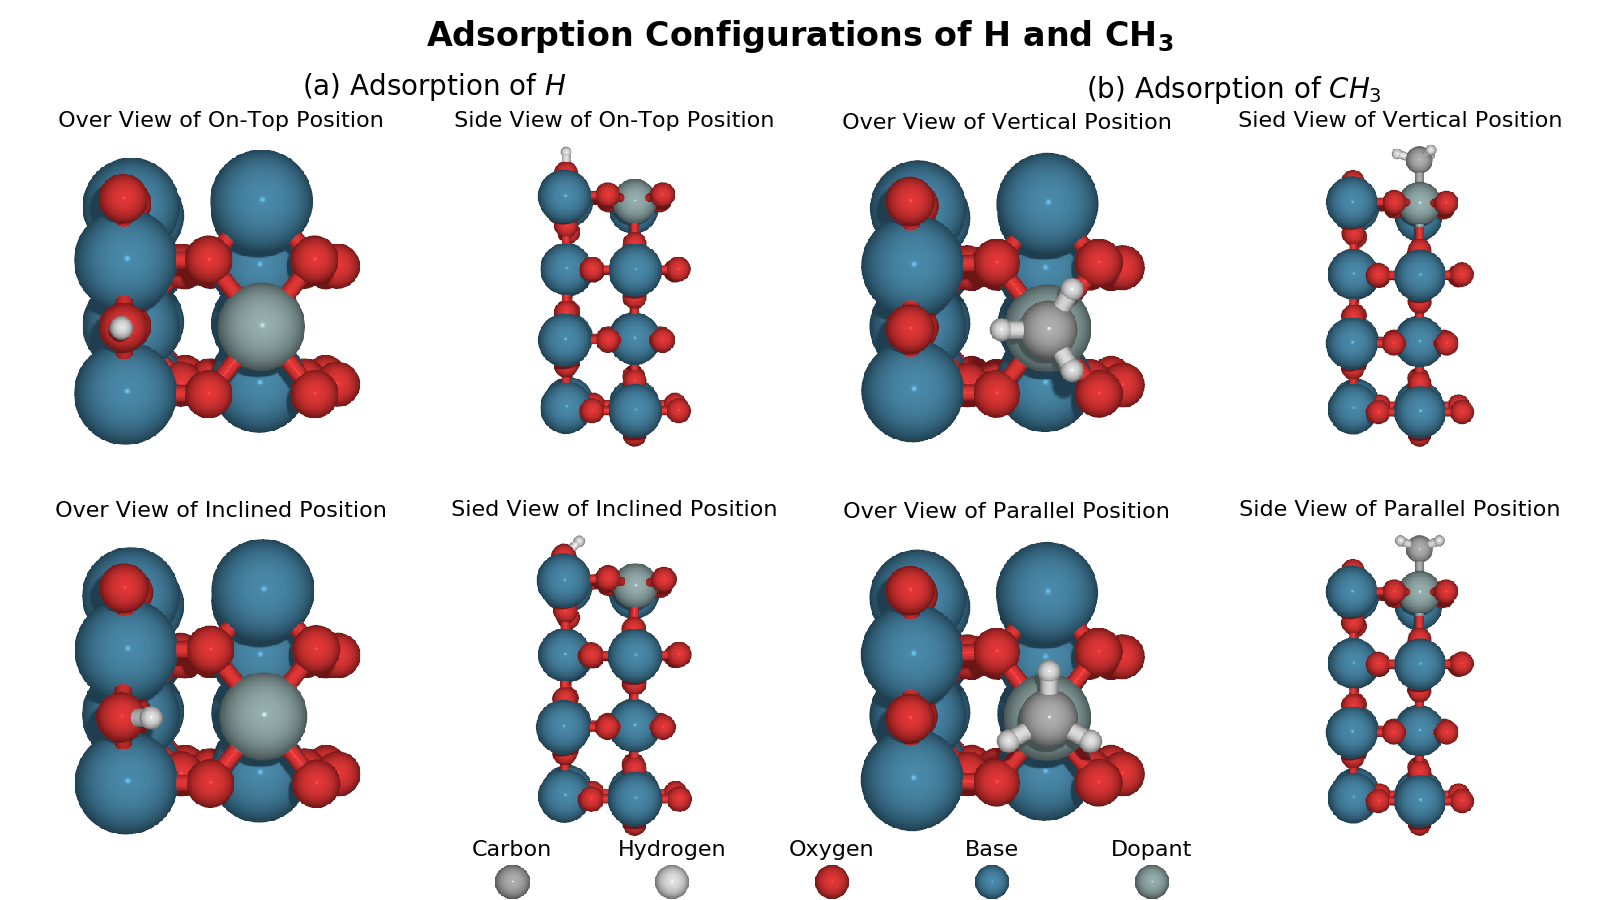 Adsorption Configurations of H and CH₃
(a) Adsorption of H
(b) Adsorption of CH₃
Over View of On-Top Position
Side View of On-Top Position
Over View of Vertical Position
Sied View of Vertical Position
Over View of Inclined Position
Sied View of Inclined Position
Over View of Parallel Position
Side View of Parallel Position
Carbon
Hydrogen
Oxygen
Base
Dopant